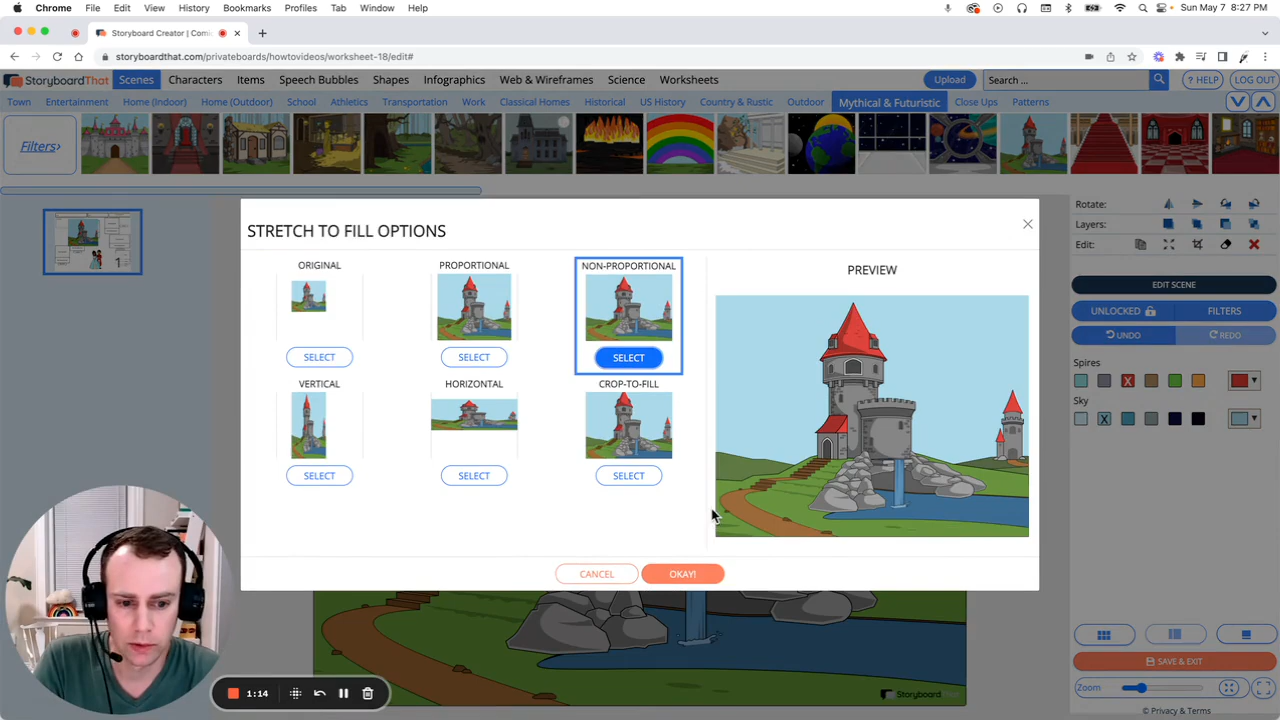 Chrome File Edit View History Bookmarks Profiles Tab Window Help Sun May 7 8:27 PM
Storyboard Creator | Comi
storyboardthat.com/privateboards/howtovideos/worksheet-18/edit#
StoryboardThat Scenes Characters Items Speech Bubbles Shapes Infographics Web & Wireframes Science Worksheets Upload Search ... ? HELP LOG OUT
Town Entertainment Home (Indoor) Home (Outdoor) School Athletics Transportation Work Classical Homes Historical US History Country & Rustic Outdoor Mythical & Futuristic Close Ups Patterns
Filters›
STRETCH TO FILL OPTIONS
ORIGINAL PROPORTIONAL NON-PROPORTIONAL
SELECT SELECT SELECT
VERTICAL HORIZONTAL CROP-TO-FILL
SELECT SELECT SELECT
PREVIEW
CANCEL OKAY!
Rotate:
Layers:
Edit:
EDIT SCENE
UNLOCKED FILTERS
UNDO REDO
Spires
X
Sky
X
SAVE & EXIT
Zoom
© Privacy & Terms
StoryboardThat
1:14
1